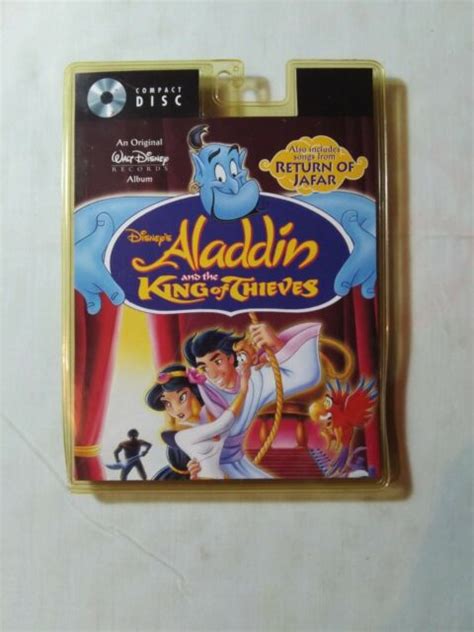 COMPACT
DISC
An Original
Walt Disney
RECORDS
Album
Also includes
songs from
RETURN OF
JAFAR
Disney's
Aladdin
and the
King of Thieves